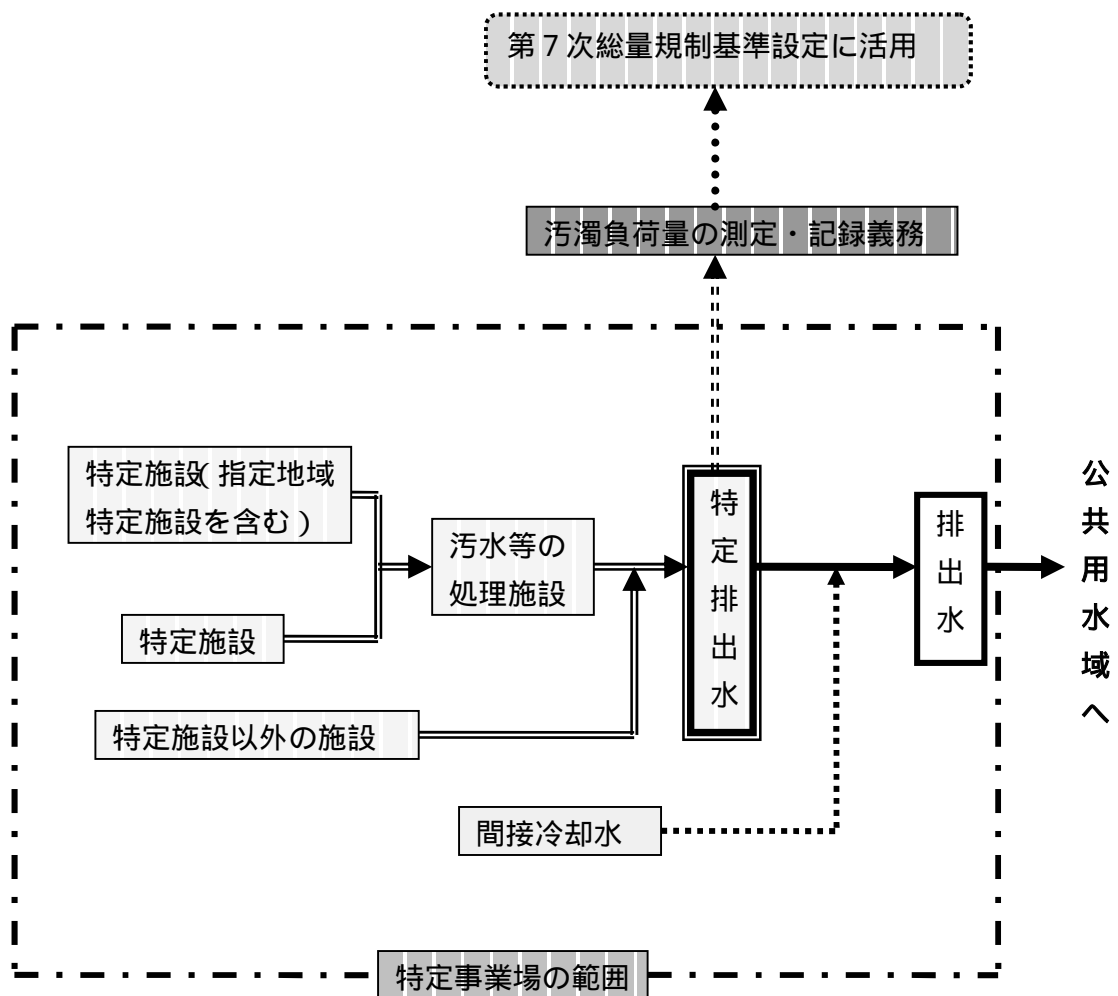 第7次総量規制基準設定に活用
汚濁負荷量の測定・記録義務
特定施設(指定地域
特定施設を含む)
特定施設
汚水等の
処理施設
特定施設以外の施設
間接冷却水
特定排出水
排出水
公共用水域へ
特定事業場の範囲